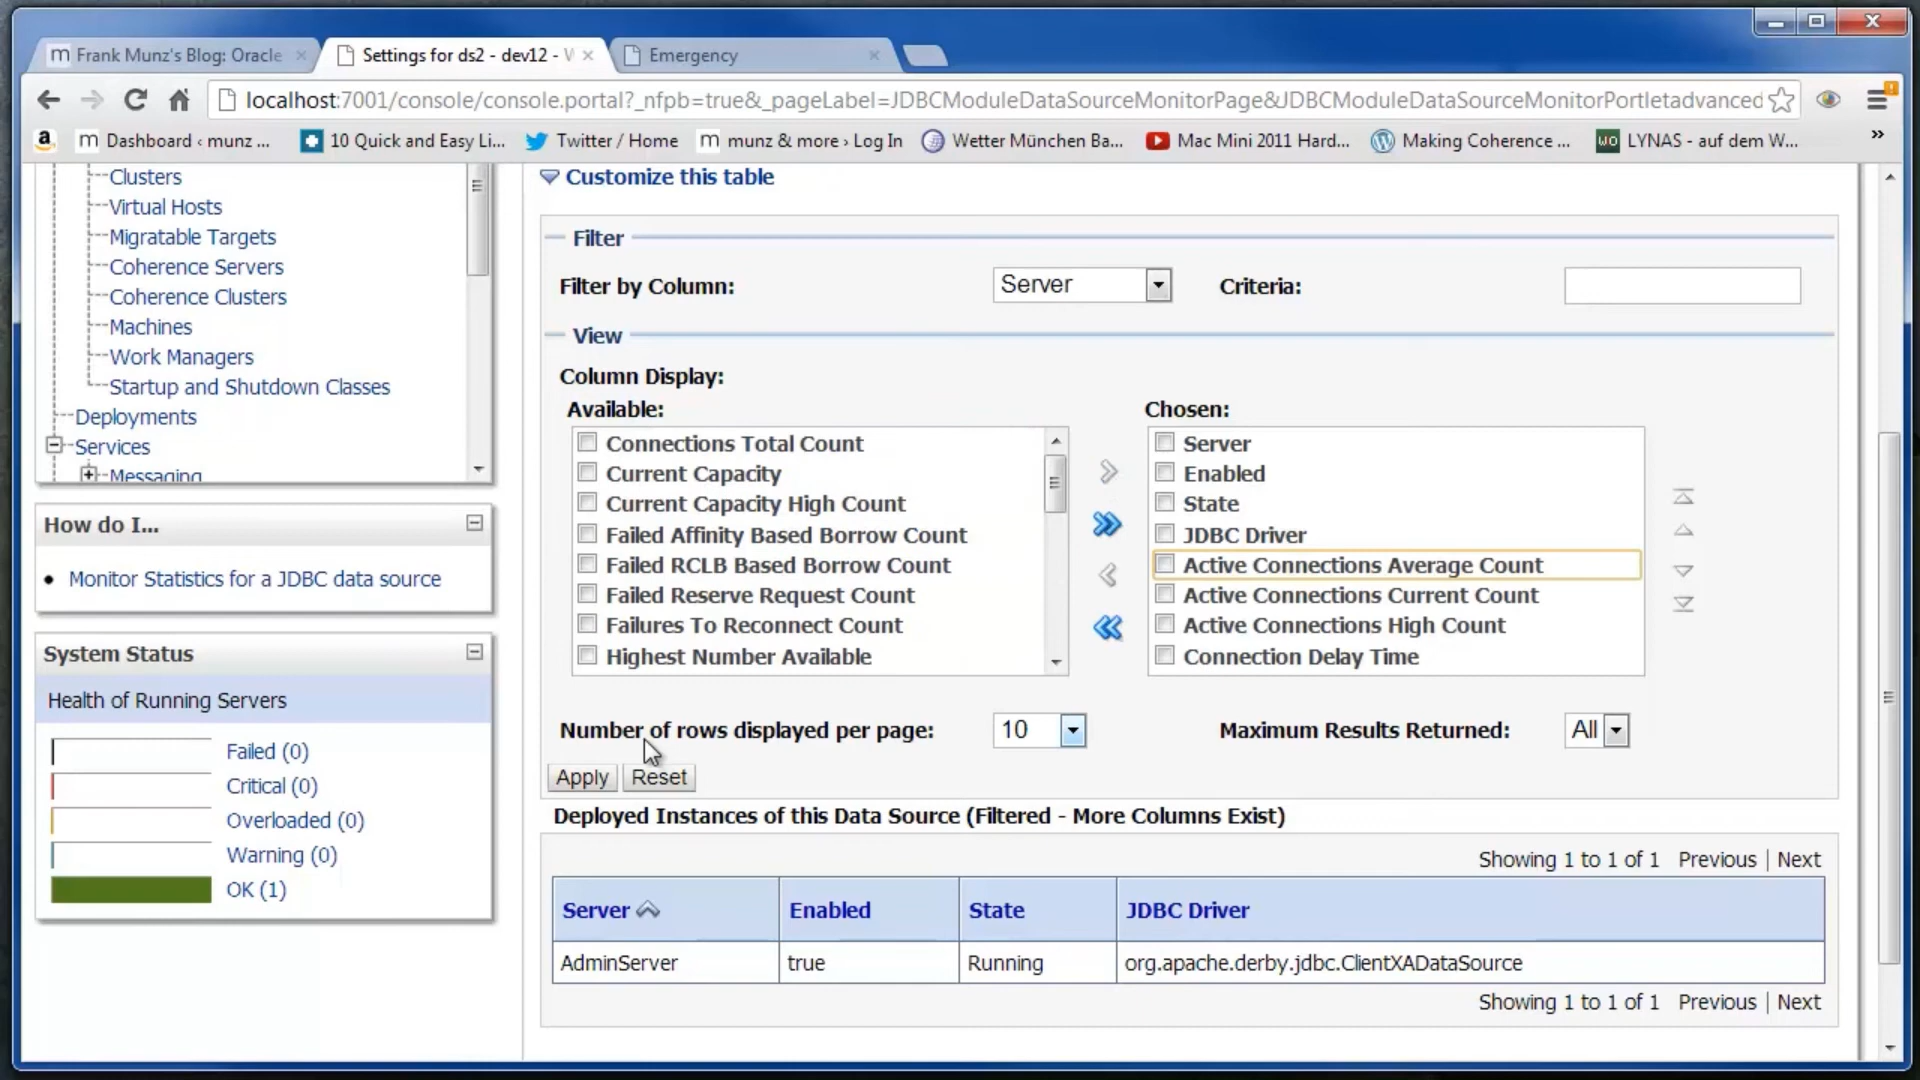 Frank Munz's Blog: Oracle
Settings for ds2 - dev12 - W
Emergency
localhost:7001/console/console.portal?_nfpb=true&_pageLabel=JDBCModuleDataSourceMonitorPage&JDBCModuleDataSourceMonitorPortletadvanced
Dashboard ‹ munz ...
10 Quick and Easy Li...
Twitter / Home
munz & more › Log In
Wetter München Ba...
Mac Mini 2011 Hard...
Making Coherence ...
LYNAS - auf dem W...
Clusters
Virtual Hosts
Migratable Targets
Coherence Servers
Coherence Clusters
Machines
Work Managers
Startup and Shutdown Classes
Deployments
Services
Messaging
How do I...
Monitor Statistics for a JDBC data source
System Status
Health of Running Servers
Failed (0)
Critical (0)
Overloaded (0)
Warning (0)
OK (1)
Customize this table
Filter
Filter by Column:
Server
Criteria:
View
Column Display:
Available:
Connections Total Count
Current Capacity
Current Capacity High Count
Failed Affinity Based Borrow Count
Failed RCLB Based Borrow Count
Failed Reserve Request Count
Failures To Reconnect Count
Highest Number Available
Chosen:
Server
Enabled
State
JDBC Driver
Active Connections Average Count
Active Connections Current Count
Active Connections High Count
Connection Delay Time
Number of rows displayed per page:
10
Maximum Results Returned:
All
Apply
Reset
Deployed Instances of this Data Source (Filtered - More Columns Exist)
Showing 1 to 1 of 1 Previous | Next
Server
Enabled
State
JDBC Driver
AdminServer
true
Running
org.apache.derby.jdbc.ClientXADataSource
Showing 1 to 1 of 1 Previous | Next